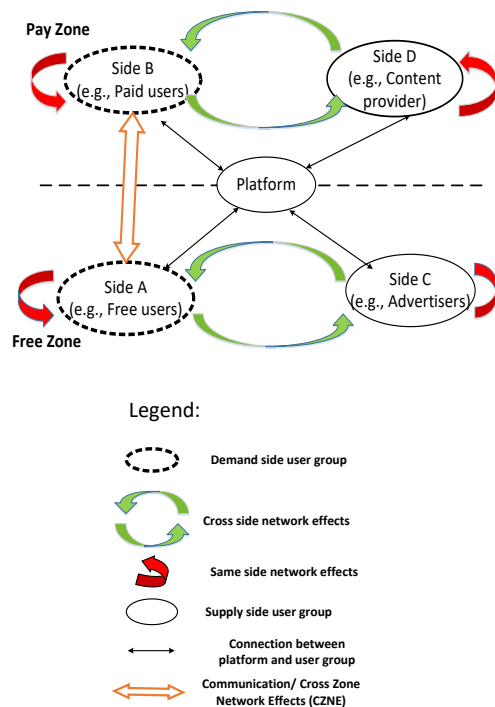 Pay Zone
Side B
(e.g., Paid users)
Side D
(e.g., Content
provider)
Platform
Side A
(e.g., Free users)
Side C
(e.g., Advertisers)
Free Zone
Legend:
Demand side user group
Cross side network effects
Same side network effects
Supply side user group
Connection between
platform and user group
Communication/ Cross Zone
Network Effects (CZNE)